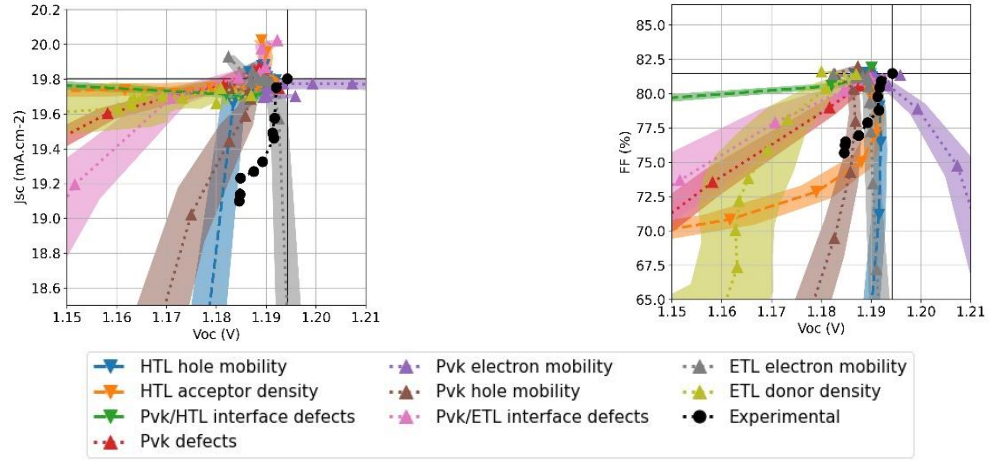 20.2
20.0
19.8
19.6
19.4
19.2
19.0
18.8
18.6
Jsc (mA.cm-2)
1.15 1.16 1.17 1.18 1.19 1.20 1.21
Voc (V)
85.0
82.5
80.0
77.5
75.0
72.5
70.0
67.5
65.0
FF (%)
1.15 1.16 1.17 1.18 1.19 1.20 1.21
Voc (V)
HTL hole mobility
HTL acceptor density
Pvk/HTL interface defects
Pvk defects
Pvk electron mobility
Pvk hole mobility
Pvk/ETL interface defects
ETL electron mobility
ETL donor density
Experimental